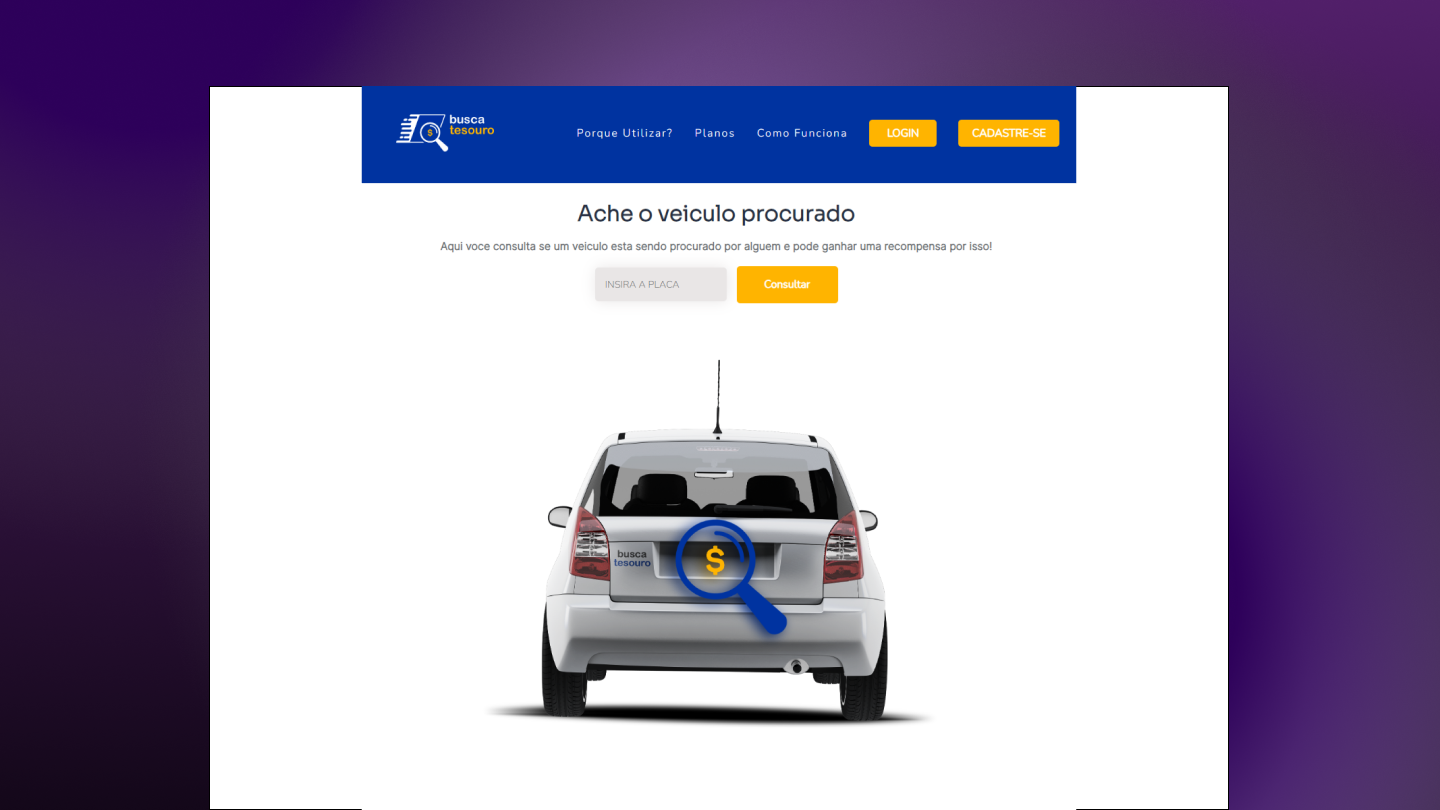 busca
tesouro
Porque Utilizar? Planos Como Funciona LOGIN CADASTRE-SE
Ache o veiculo procurado
Aqui voce consulta se um veiculo esta sendo procurado por alguem e pode ganhar uma recompensa por isso!
INSIRA A PLACA Consultar
busca
tesouro
$